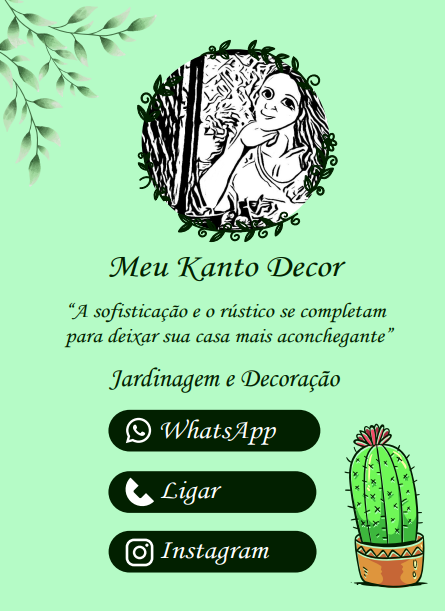 Meu Kanto Decor
“A sofisticação e o rústico se completam
para deixar sua casa mais aconchegante”
Jardinagem e Decoração
WhatsApp
Ligar
Instagram